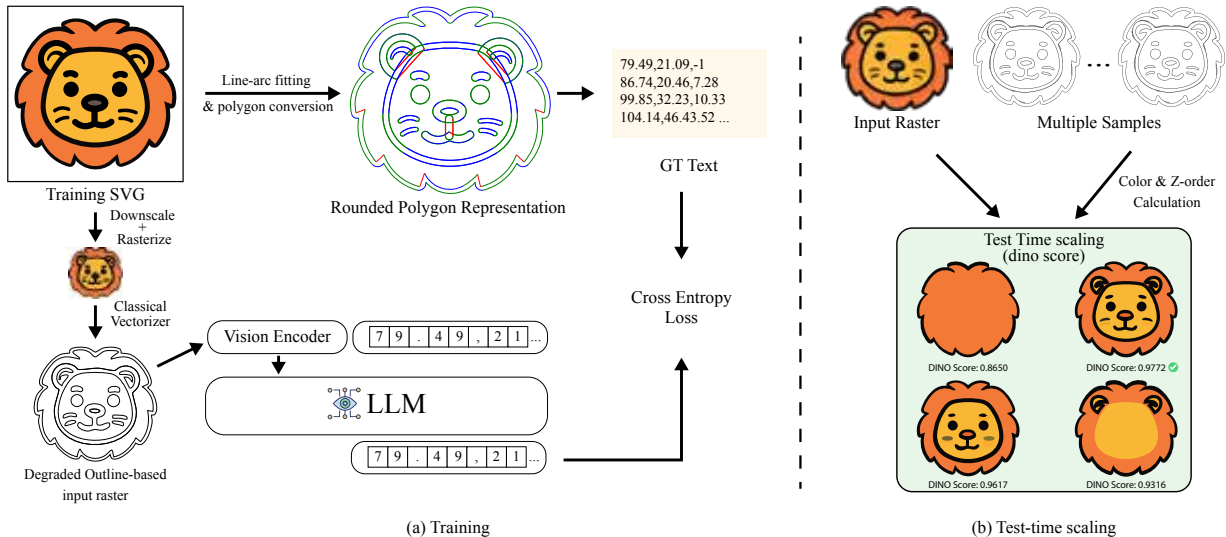 Training SVG
Line-arc fitting
& polygon conversion
Rounded Polygon Representation
79.49,21.09,-1
86.74,20.46,7.28
99.85,32.23,10.33
104.14,46.43.52 ...
GT Text
Downscale
+
Rasterize
Classical
Vectorizer
Degraded Outline-based
input raster
Vision Encoder
7 9 . 4 9 , 2 1 ...
LLM
7 9 . 4 9 , 2 1 ...
Cross Entropy
Loss
(a) Training
Input Raster
...
Multiple Samples
Color & Z-order
Calculation
Test Time scaling
(dino score)
DINO Score: 0.8650
DINO Score: 0.9772
DINO Score: 0.9617
DINO Score: 0.9316
(b) Test-time scaling